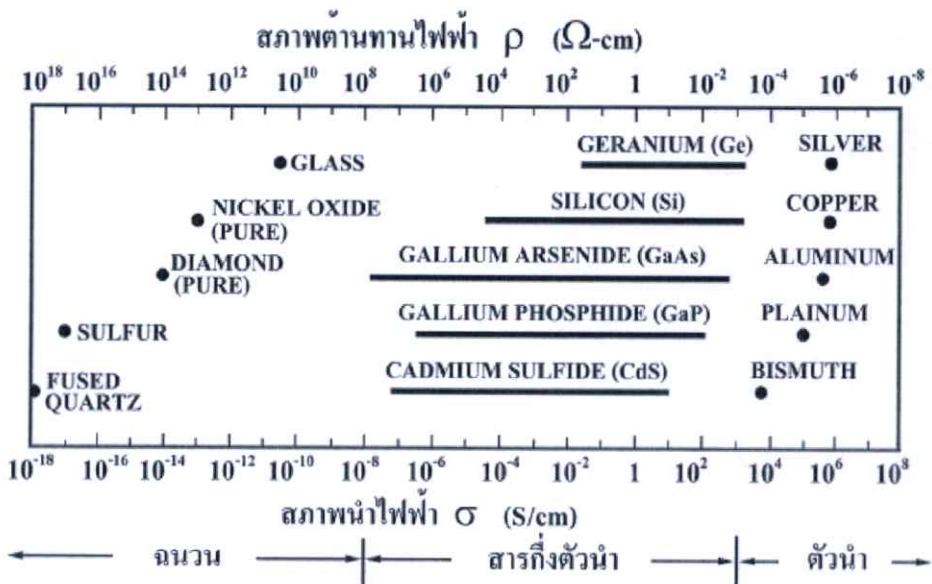 สภาพต้านทานไฟฟ้า ρ (Ω-cm)
10¹⁸ 10¹⁶ 10¹⁴ 10¹² 10¹⁰ 10⁸ 10⁶ 10⁴ 10² 1 10⁻² 10⁻⁴ 10⁻⁶ 10⁻⁸
GLASS
GERANIUM (Ge)
SILVER
NICKEL OXIDE
(PURE)
SILICON (Si)
COPPER
DIAMOND
(PURE)
GALLIUM ARSENIDE (GaAs)
ALUMINUM
SULFUR
GALLIUM PHOSPHIDE (GaP)
PLAINUM
FUSED
QUARTZ
CADMIUM SULFIDE (CdS)
BISMUTH
10⁻¹⁸ 10⁻¹⁶ 10⁻¹⁴ 10⁻¹² 10⁻¹⁰ 10⁻⁸ 10⁻⁶ 10⁻⁴ 10⁻² 1 10² 10⁴ 10⁶ 10⁸
สภาพนำไฟฟ้า σ (S/cm)
ฉนวน สารกึ่งตัวนำ ตัวนำ